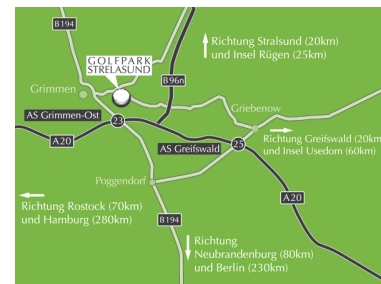 B194
GOLFPARK
STRELASUND
B96n
Richtung Stralsund (20km)
und Insel Rügen (25km)
Grimmen
Griebenow
AS Grimmen-Ost
23
A20
AS Greifswald
25
Richtung Greifswald (20km)
und Insel Usedom (60km)
Poggendorf
A20
Richtung Rostock (70km)
und Hamburg (280km)
B194
Richtung
Neubrandenburg (80km)
und Berlin (230km)